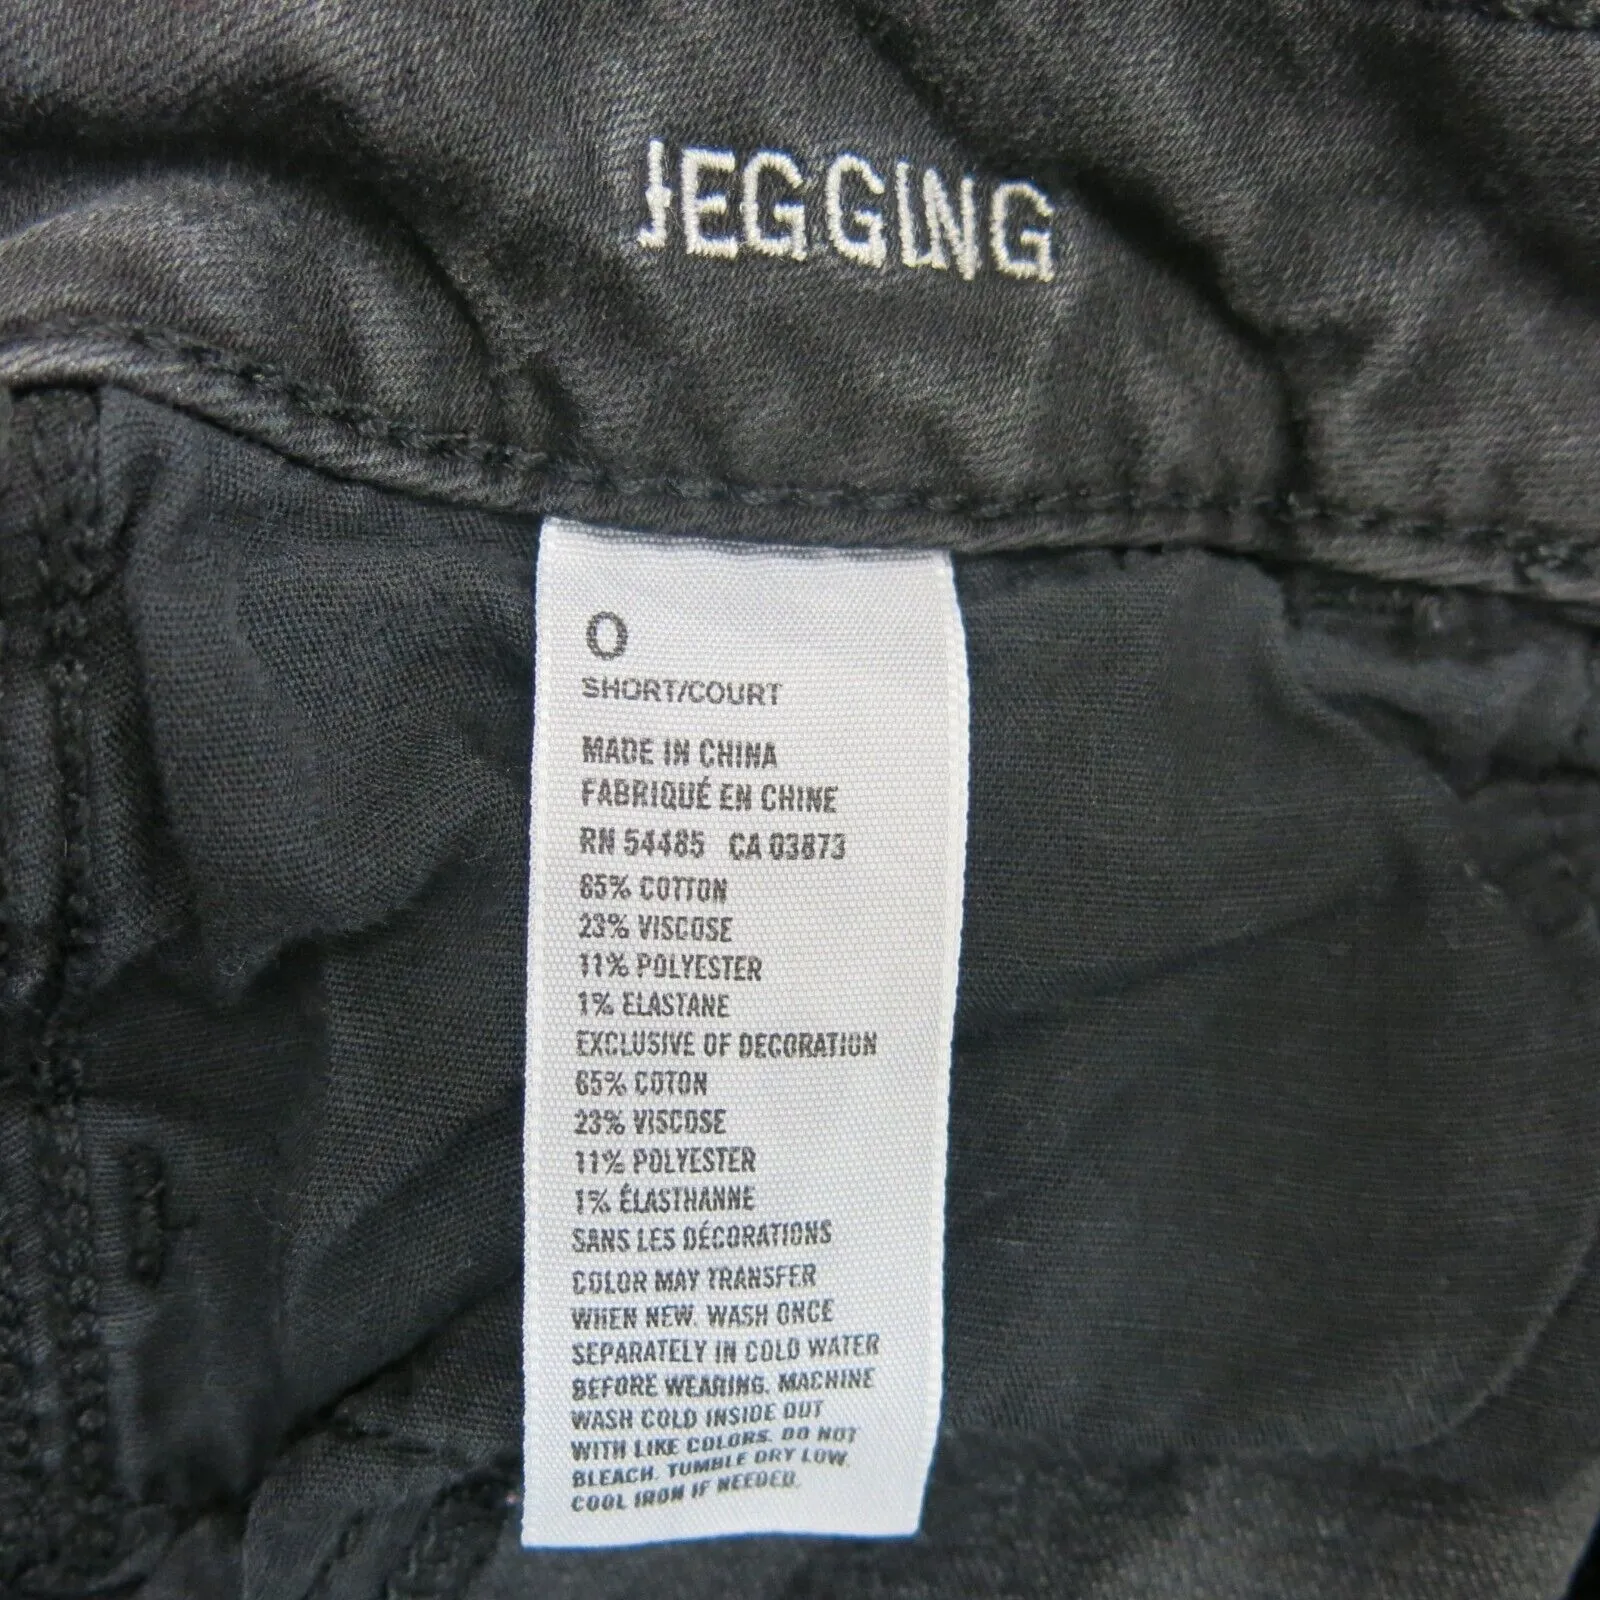 JEGGING
0
SHORT/COURT
MADE IN CHINA
FABRIQUÉ EN CHINE
RN 54485 CA 03873
65% COTTON
23% VISCOSE
11% POLYESTER
1% ELASTANE
EXCLUSIVE OF DECORATION
65% COTON
23% VISCOSE
11% POLYESTER
1% ÉLASTHANNE
SANS LES DÉCORATIONS
COLOR MAY TRANSFER
WHEN NEW. WASH ONCE
SEPARATELY IN COLD WATER
BEFORE WEARING. MACHINE
WASH COLD INSIDE OUT
WITH LIKE COLORS. DO NOT
BLEACH. TUMBLE DRY LOW.
COOL IRON IF NEEDED.